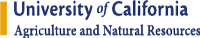 University of California
Agriculture and Natural Resources